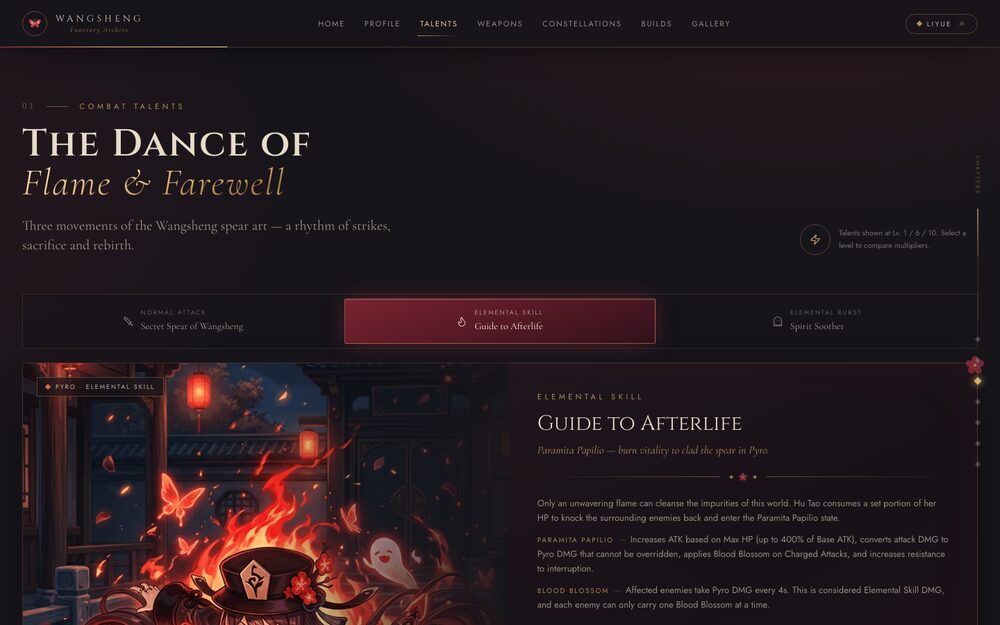 WANGSHENG
Funerary Archive
HOME PROFILE TALENTS WEAPONS CONSTELLATIONS BUILDS GALLERY
LIYUE
03 COMBAT TALENTS
THE DANCE OF
Flame & Farewell
Three movements of the Wangsheng spear art — a rhythm of strikes,
sacrifice and rebirth.
CHAPTERS
Talents shown at Lv. 1 / 6 / 10. Select a
level to compare multipliers.
NORMAL ATTACK
Secret Spear of Wangsheng
ELEMENTAL SKILL
Guide to Afterlife
ELEMENTAL BURST
Spirit Soother
PYRO · ELEMENTAL SKILL
ELEMENTAL SKILL
GUIDE TO AFTERLIFE
Paramita Papilio — burn vitality to clad the spear in Pyro.
Only an unwavering flame can cleanse the impurities of this world. Hu Tao consumes a set portion of her
HP to knock the surrounding enemies back and enter the Paramita Papilio state.
PARAMITA PAPILIO — Increases ATK based on Max HP (up to 400% of Base ATK), converts attack DMG to
Pyro DMG that cannot be overridden, applies Blood Blossom on Charged Attacks, and increases resistance
to interruption.
BLOOD BLOSSOM — Affected enemies take Pyro DMG every 4s. This is considered Elemental Skill DMG,
and each enemy can only carry one Blood Blossom at a time.